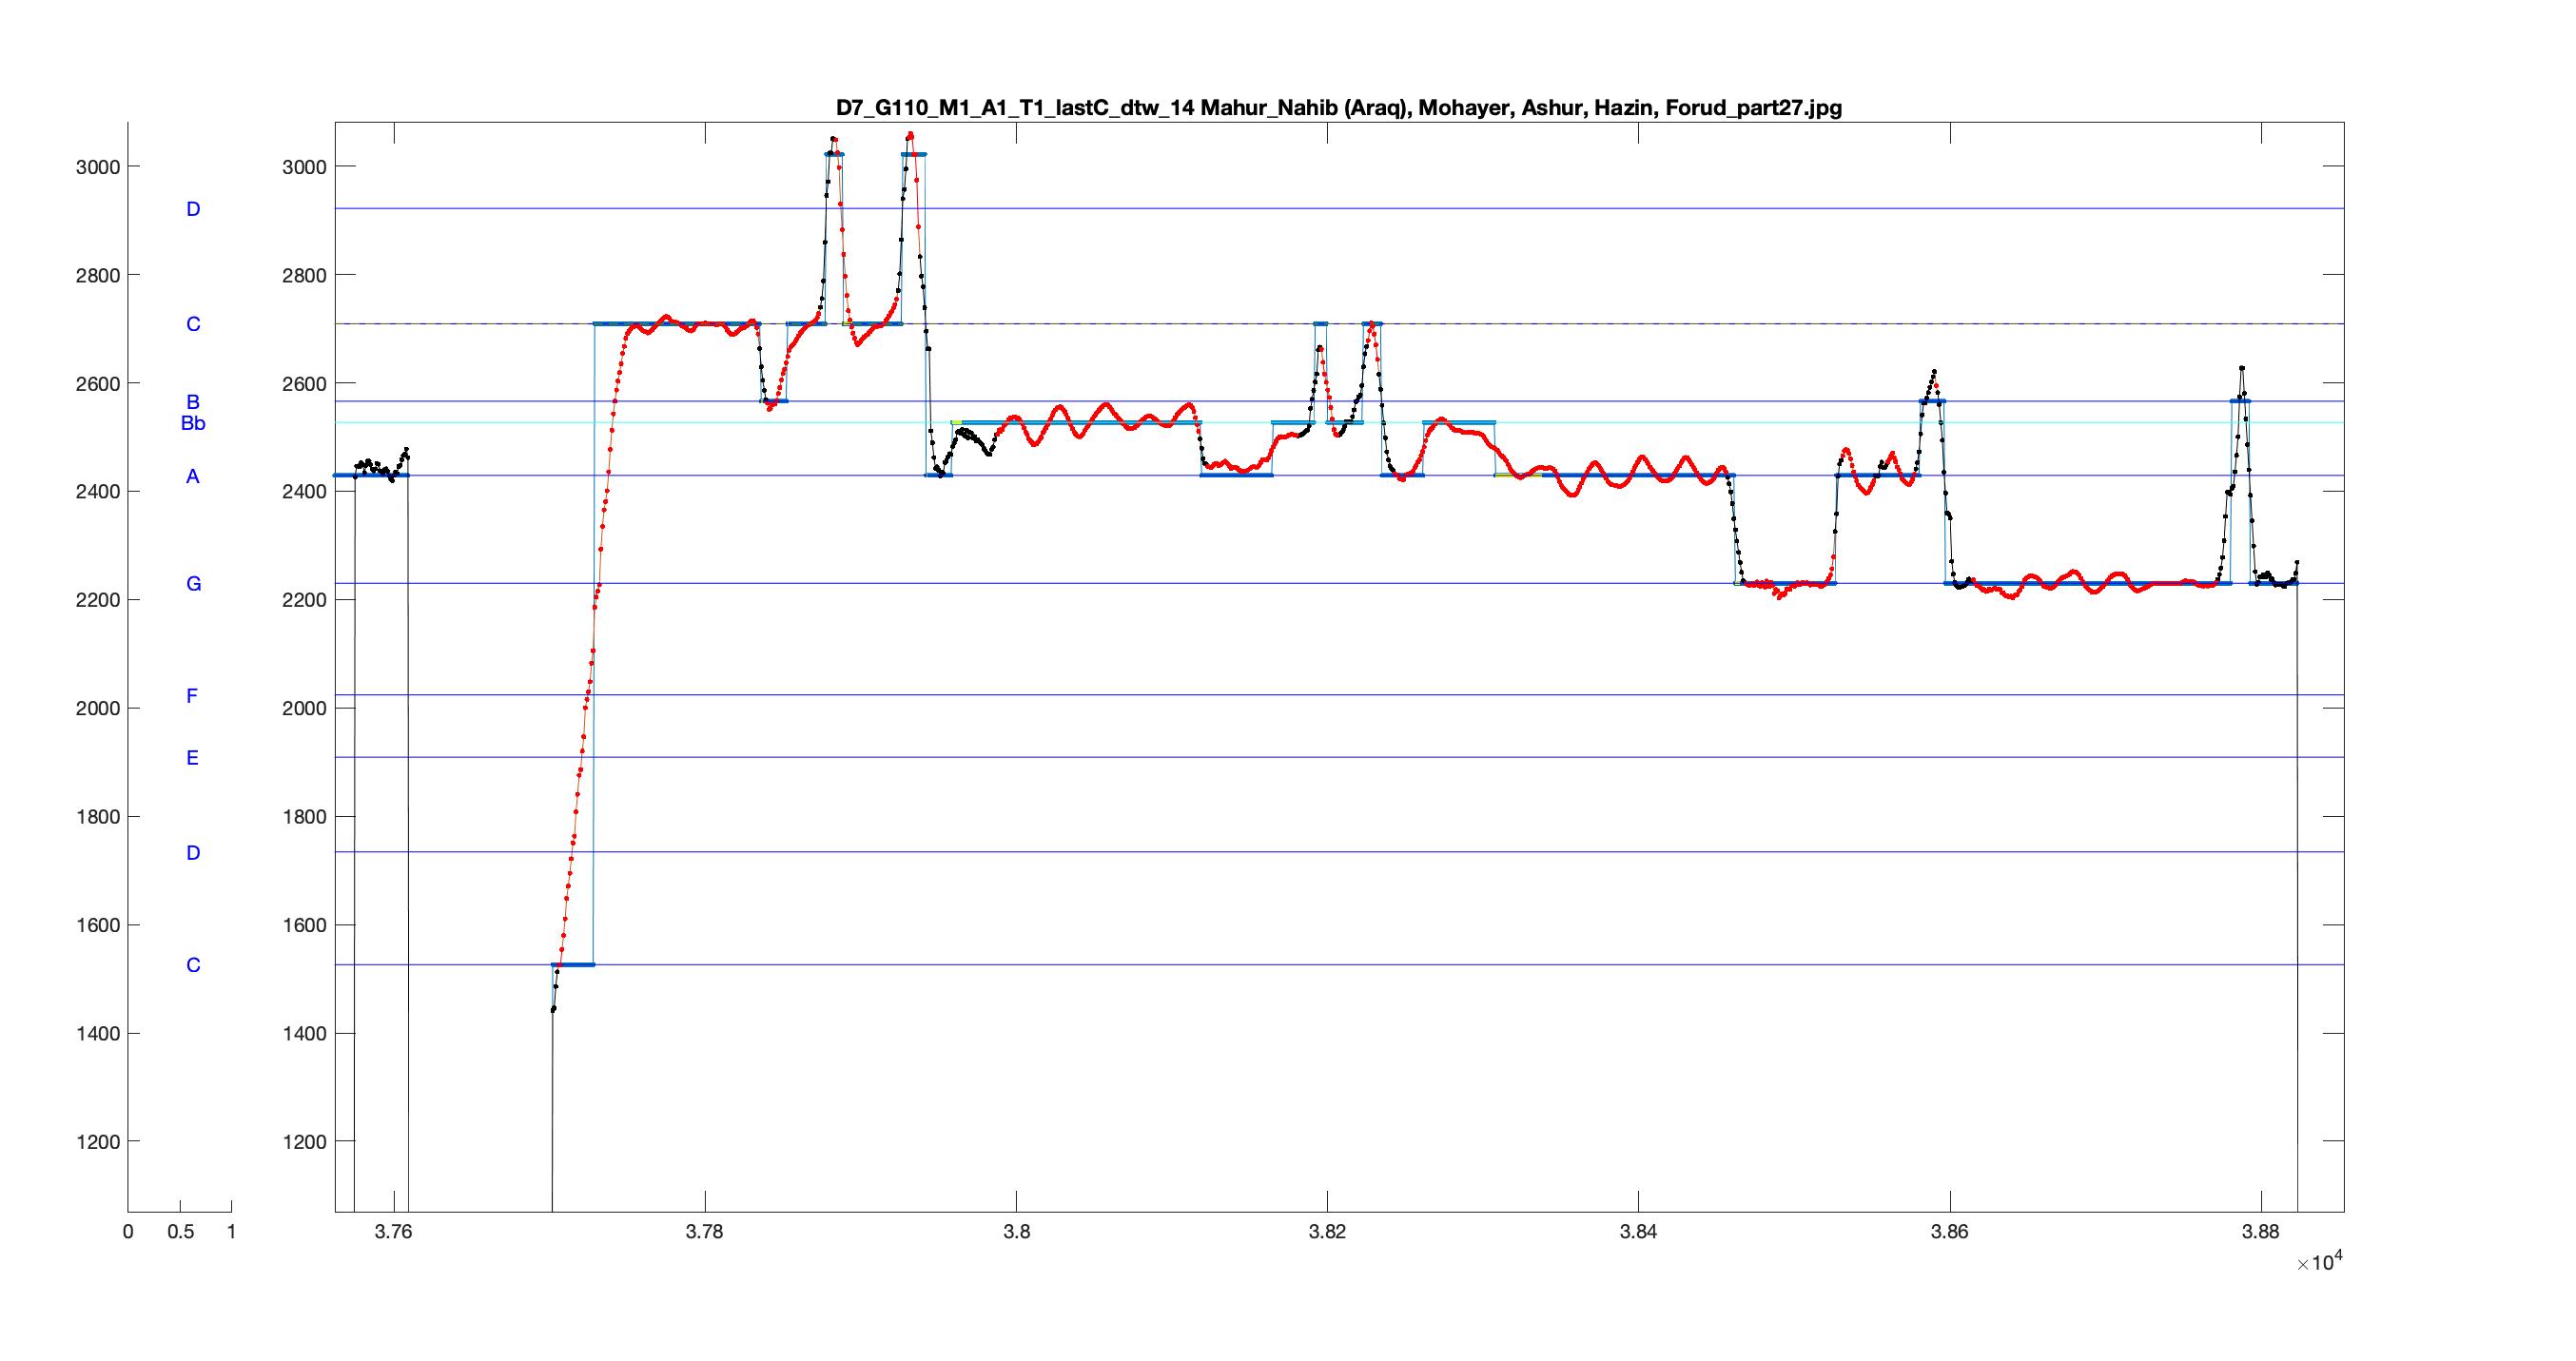 D7_G110_M1_A1_T1_lastC_dtw_14 Mahur_Nahib (Araq), Mohayer, Ashur, Hazin, Forud_part27.jpg
3000 3000
D
2800 2800
C
2600 2600
B
Bb
A
2400 2400
G
2200 2200
F
2000 2000
E
1800 1800
D
1600 1600
C
1400 1400
1200 1200
0 0.5 1 3.76 3.78 3.8 3.82 3.84 3.86 3.88
×10^4